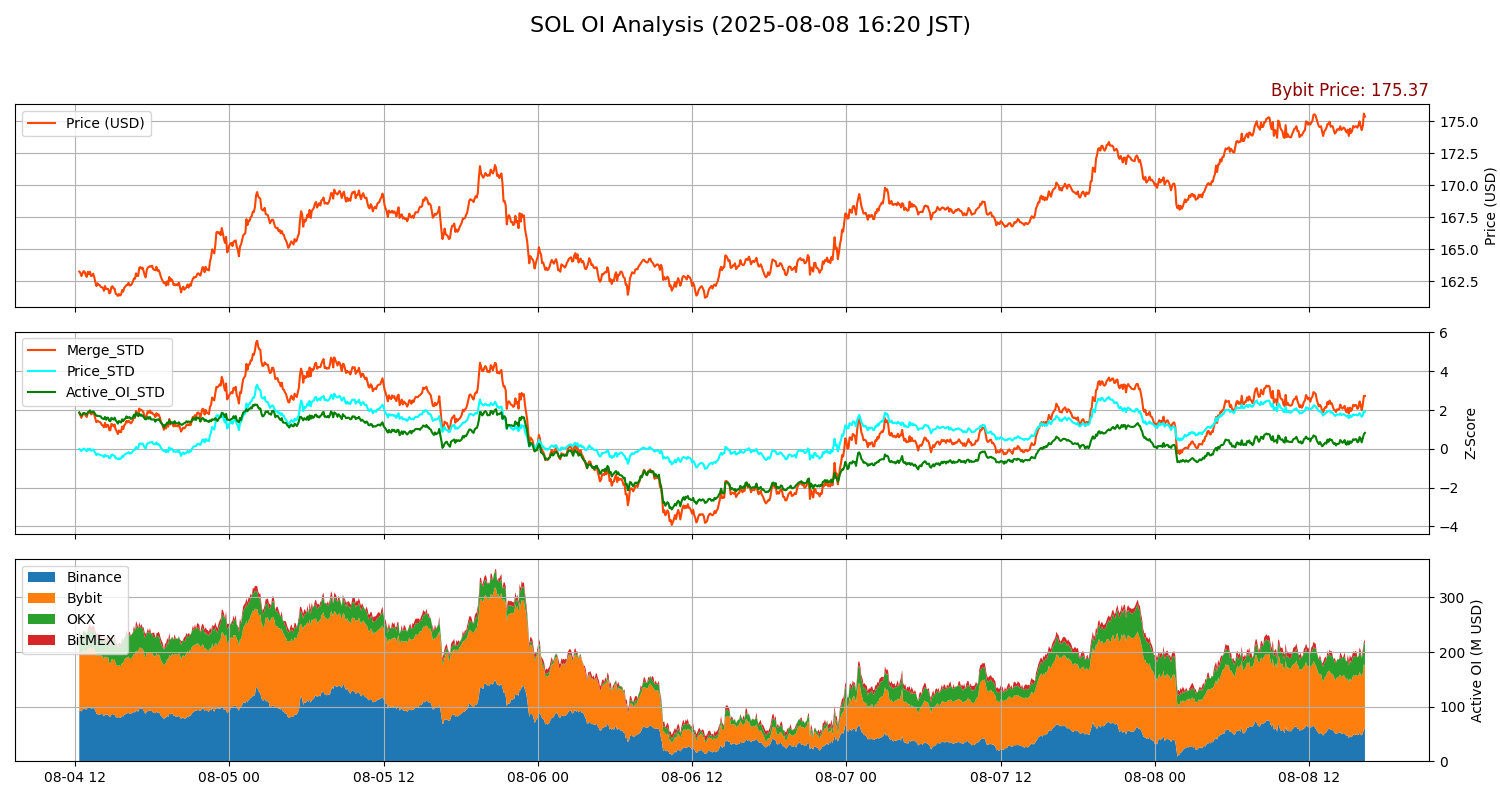 SOL OI Analysis (2025-08-08 16:20 JST)
Bybit Price: 175.37
Price (USD)
175.0
172.5
170.0
167.5
165.0
162.5
Price (USD)
Merge_STD
Price_STD
Active_OI_STD
6
4
2
0
−2
−4
Z-Score
Binance
Bybit
OKX
BitMEX
300
200
100
0
Active OI (M USD)
08-04 12
08-05 00
08-05 12
08-06 00
08-06 12
08-07 00
08-07 12
08-08 00
08-08 12